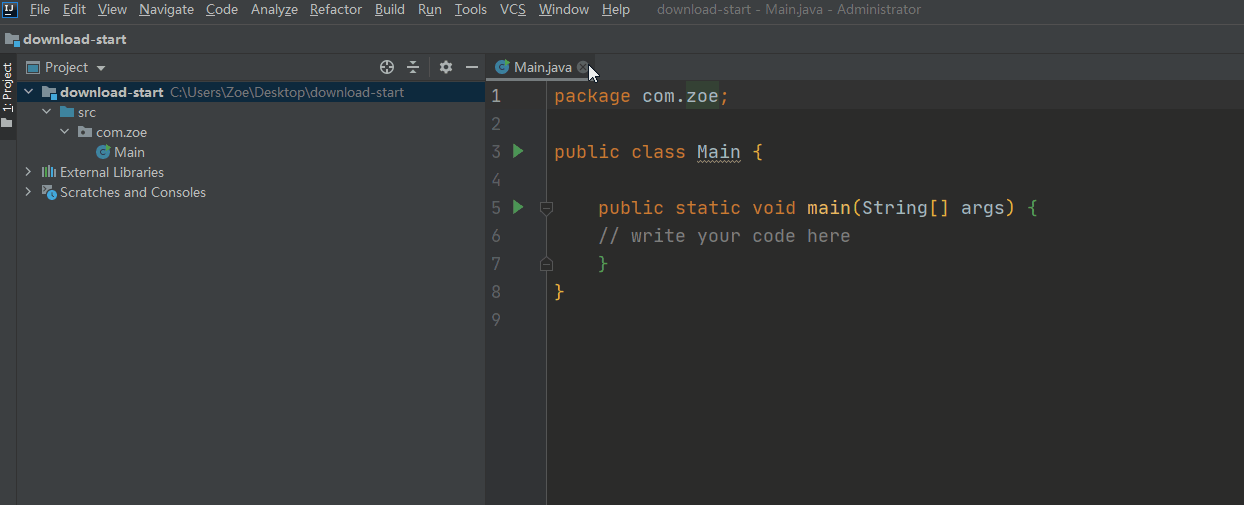 File Edit View Navigate Code Analyze Refactor Build Run Tools VCS Window Help download-start - Main.java - Administrator
download-start
1: Project
Project
Main.java
download-start C:\Users\Zoe\Desktop\download-start
src
com.zoe
Main
External Libraries
Scratches and Consoles
1 package com.zoe;
2
3 public class Main {
4
5 public static void main(String[] args) {
6 // write your code here
7 }
8 }
9